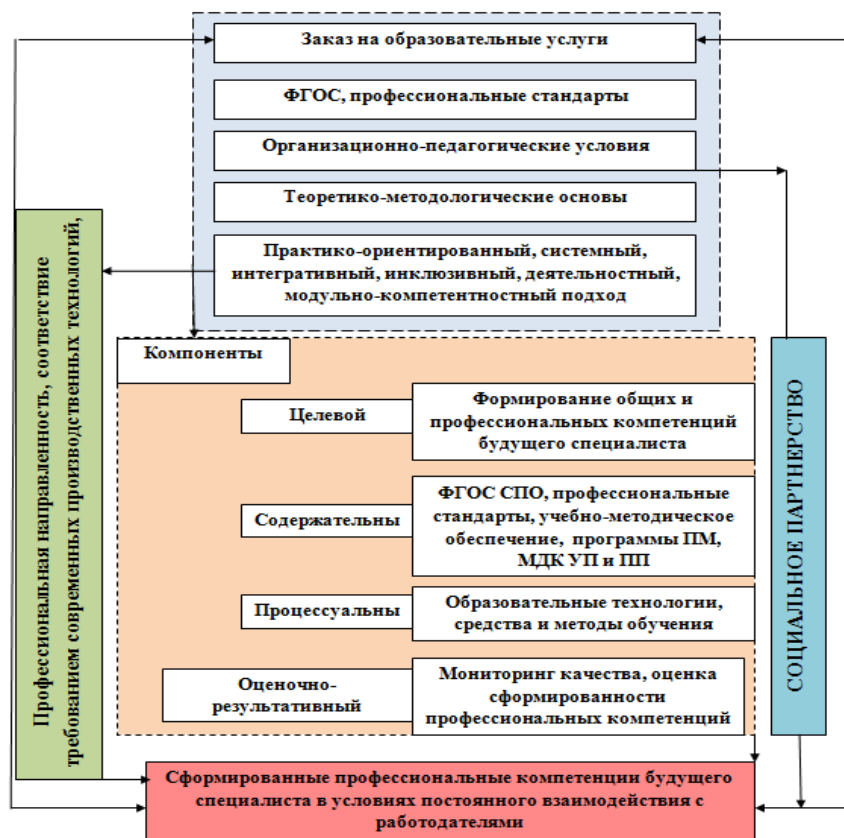 Заказ на образовательные услуги
ФГОС, профессиональные стандарты
Организационно-педагогические условия
Теоретико-методологические основы
Практико-ориентированный, системный,
интегративный, инклюзивный, деятельностный,
модульно-компетентностный подход
Профессиональная направленность, соответствие
требованием современных производственных технологий,
Компоненты
Целевой
Формирование общих и
профессиональных компетенций
будущего специалиста
Содержательны
ФГОС СПО, профессиональные
стандарты, учебно-методическое
обеспечение, программы ПМ,
МДК УП и ПП
Процессуальны
Образовательные технологии,
средства и методы обучения
Оценочно-
результативный
Мониторинг качества, оценка
сформированности
профессиональных компетенций
СОЦИАЛЬНОЕ ПАРТНЕРСТВО
Сформированные профессиональные компетенции будущего
специалиста в условиях постоянного взаимодействия с
работодателями